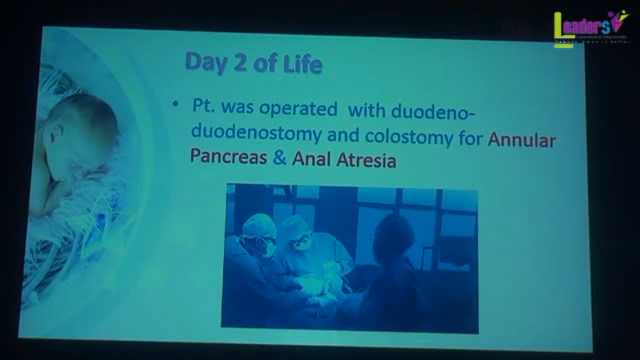 Leaders
Day 2 of Life
• Pt. was operated with duodeno-
duodenostomy and colostomy for Annular
Pancreas & Anal Atresia